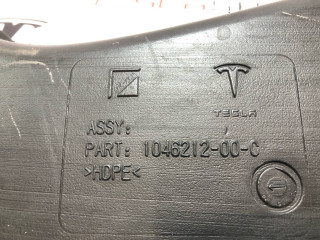 TESLA
ASSY:
PART: 1046212-00-C
>HDPE<